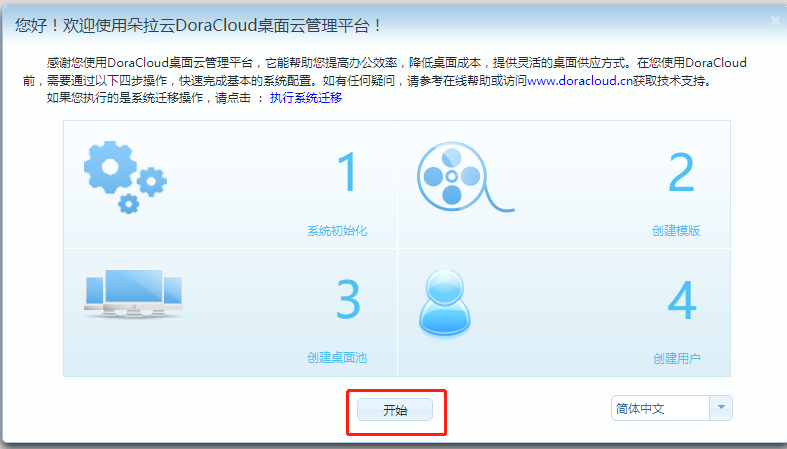 您好！欢迎使用朵拉云DoraCloud桌面云管理平台！
感谢您使用DoraCloud桌面云管理平台，它能帮助您提高办公效率，降低桌面成本，提供灵活的桌面供应方式。在您使用DoraCloud
前，需要通过以下四步操作，快速完成基本的系统配置。如有任何疑问，请参考在线帮助或访问www.doracloud.cn获取技术支持。
如果您执行的是系统迁移操作，请点击 ： 执行系统迁移
1
系统初始化
2
创建模版
3
创建桌面池
4
创建用户
开始
简体中文